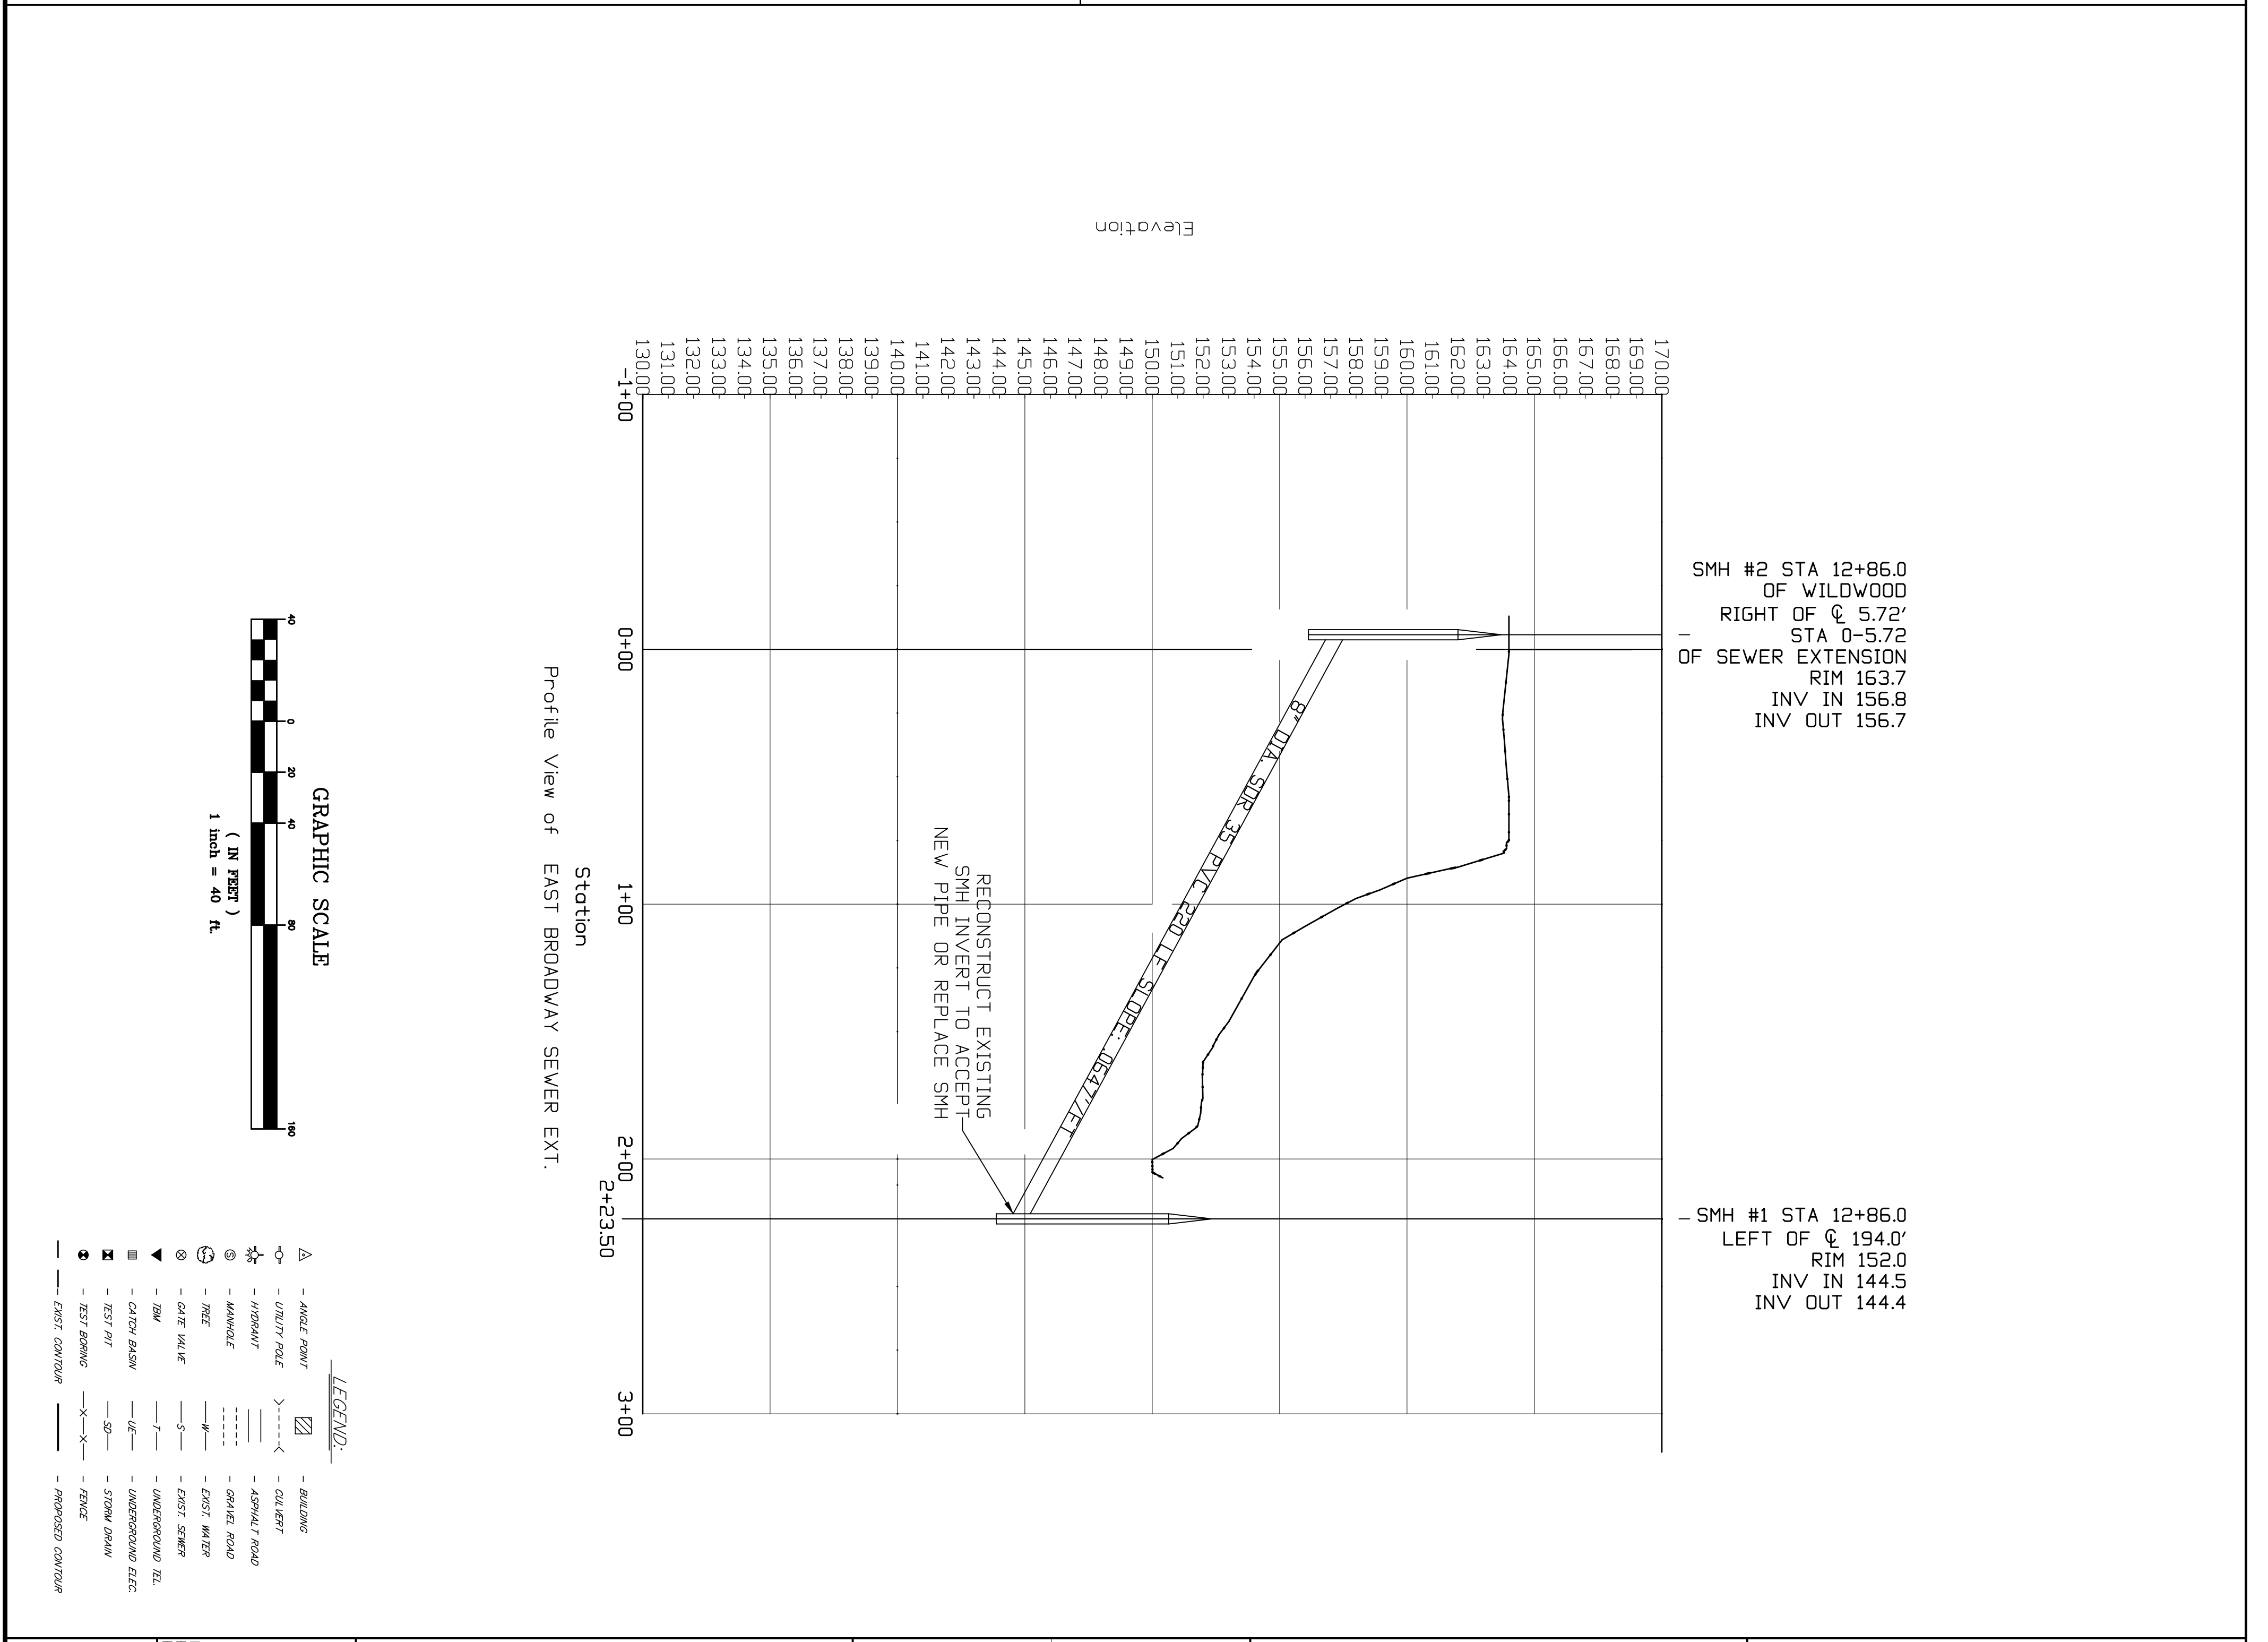 SMH #2 STA 12+86.0
OF WILDWOOD
RIGHT OF ℄ 5.72'
STA 0-5.72
OF SEWER EXTENSION
RIM 163.7
INV IN 156.8
INV OUT 156.7
SMH #1 STA 12+86.0
LEFT OF ℄ 194.0'
RIM 152.0
INV IN 144.5
INV OUT 144.4
Elevation
170.00
169.00
168.00
167.00
166.00
165.00
164.00
163.00
162.00
161.00
160.00
159.00
158.00
157.00
156.00
155.00
154.00
153.00
152.00
151.00
150.00
149.00
148.00
147.00
146.00
145.00
144.00
143.00
142.00
141.00
140.00
139.00
138.00
137.00
136.00
135.00
134.00
133.00
132.00
131.00
130.00
8" DIA. SDR 35 PVC 220 LF SLOPE: .0647'/FT
RECONSTRUCT EXISTING
SMH INVERT TO ACCEPT
NEW PIPE OR REPLACE SMH
-1+00
0+00
1+00
2+00
2+23.50
3+00
Station
Profile View of EAST BROADWAY SEWER EXT.
GRAPHIC SCALE
40 0 20 40 80 160
( IN FEET )
1 inch = 40 ft.
LEGEND:
- ANGLE POINT
- UTILITY POLE
- HYDRANT
S - MANHOLE
- TREE
- GATE VALVE
- TBM
- CATCH BASIN
- TEST PIT
- TEST BORING
- EXIST. CONTOUR
- BUILDING
- CULVERT
- ASPHALT ROAD
- GRAVEL ROAD
W - EXIST. WATER
S - EXIST. SEWER
T - UNDERGROUND TEL.
UE - UNDERGROUND ELEC.
SD - STORM DRAIN
X X - FENCE
- PROPOSED CONTOUR